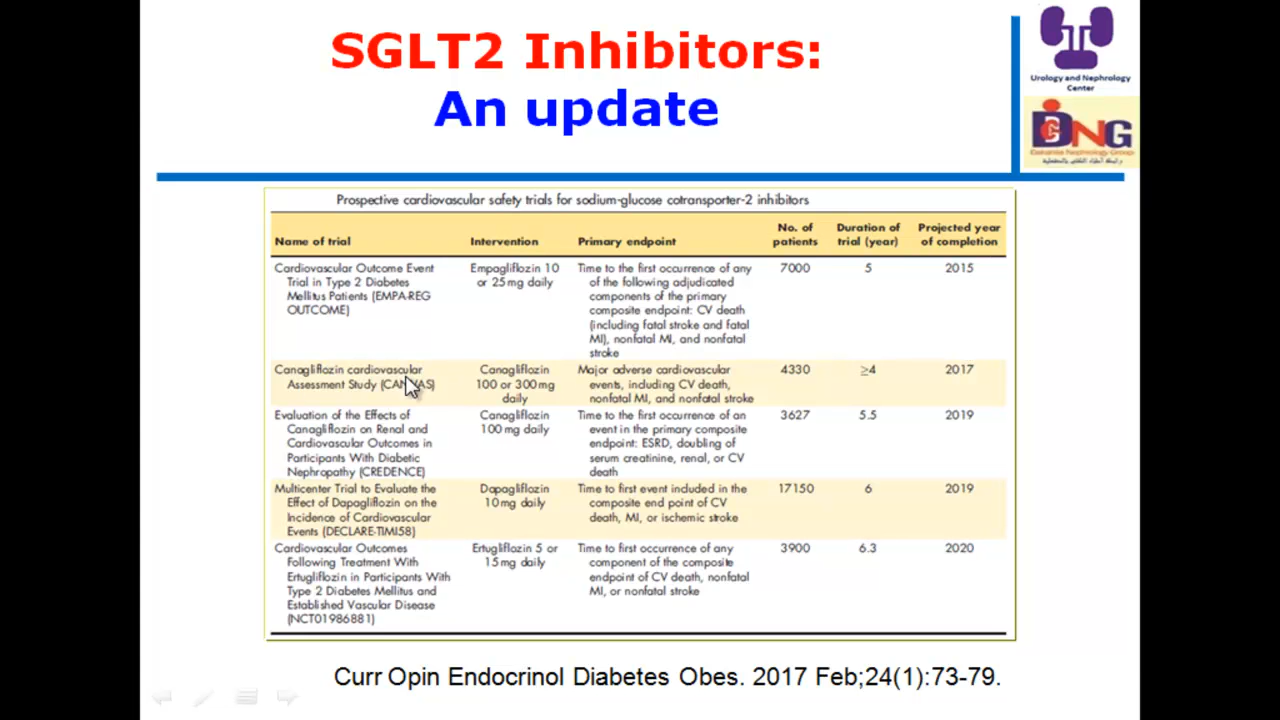 SGLT2 Inhibitors:
An update
Urology and Nephrology
Center
DNG
Dakahlia Nephrology Group
Prospective cardiovascular safety trials for sodium-glucose cotransporter-2 inhibitors
Name of trial Intervention Primary endpoint No. of patients Duration of trial (year) Projected year of completion
Cardiovascular Outcome Event Empagliflozin 10 Time to the first occurrence of any 7000 5 2015
Trial in Type 2 Diabetes or 25 mg daily of the following adjudicated
Mellitus Patients (EMPA-REG components of the primary
OUTCOME) composite endpoint: CV death
(including fatal stroke and fatal
MI), nonfatal MI, and nonfatal
stroke
Canagliflozin cardiovascular Canagliflozin Major adverse cardiovascular 4330 ≥4 2017
Assessment Study (CANVAS) 100 or 300 mg events, including CV death,
daily nonfatal MI, and nonfatal stroke
Evaluation of the Effects of Canagliflozin Time to the first occurrence of an 3627 5.5 2019
Canagliflozin on Renal and 100 mg daily event in the primary composite
Cardiovascular Outcomes in endpoint: ESRD, doubling of
Participants With Diabetic serum creatinine, renal, or CV
Nephropathy (CREDENCE) death
Multicenter Trial to Evaluate the Dapagliflozin Time to first event included in the 17150 6 2019
Effect of Dapagliflozin on the 10 mg daily composite end point of CV
Incidence of Cardiovascular death, MI, or ischemic stroke
Events (DECLARE-TIMI58)
Cardiovascular Outcomes Ertugliflozin 5 or Time to first occurrence of any 3900 6.3 2020
Following Treatment With 15 mg daily component of the composite
Ertugliflozin in Participants With endpoint of CV death, nonfatal
Type 2 Diabetes Mellitus and MI, or nonfatal stroke
Established Vascular Disease
(NCT01986881)
Curr Opin Endocrinol Diabetes Obes. 2017 Feb;24(1):73-79.